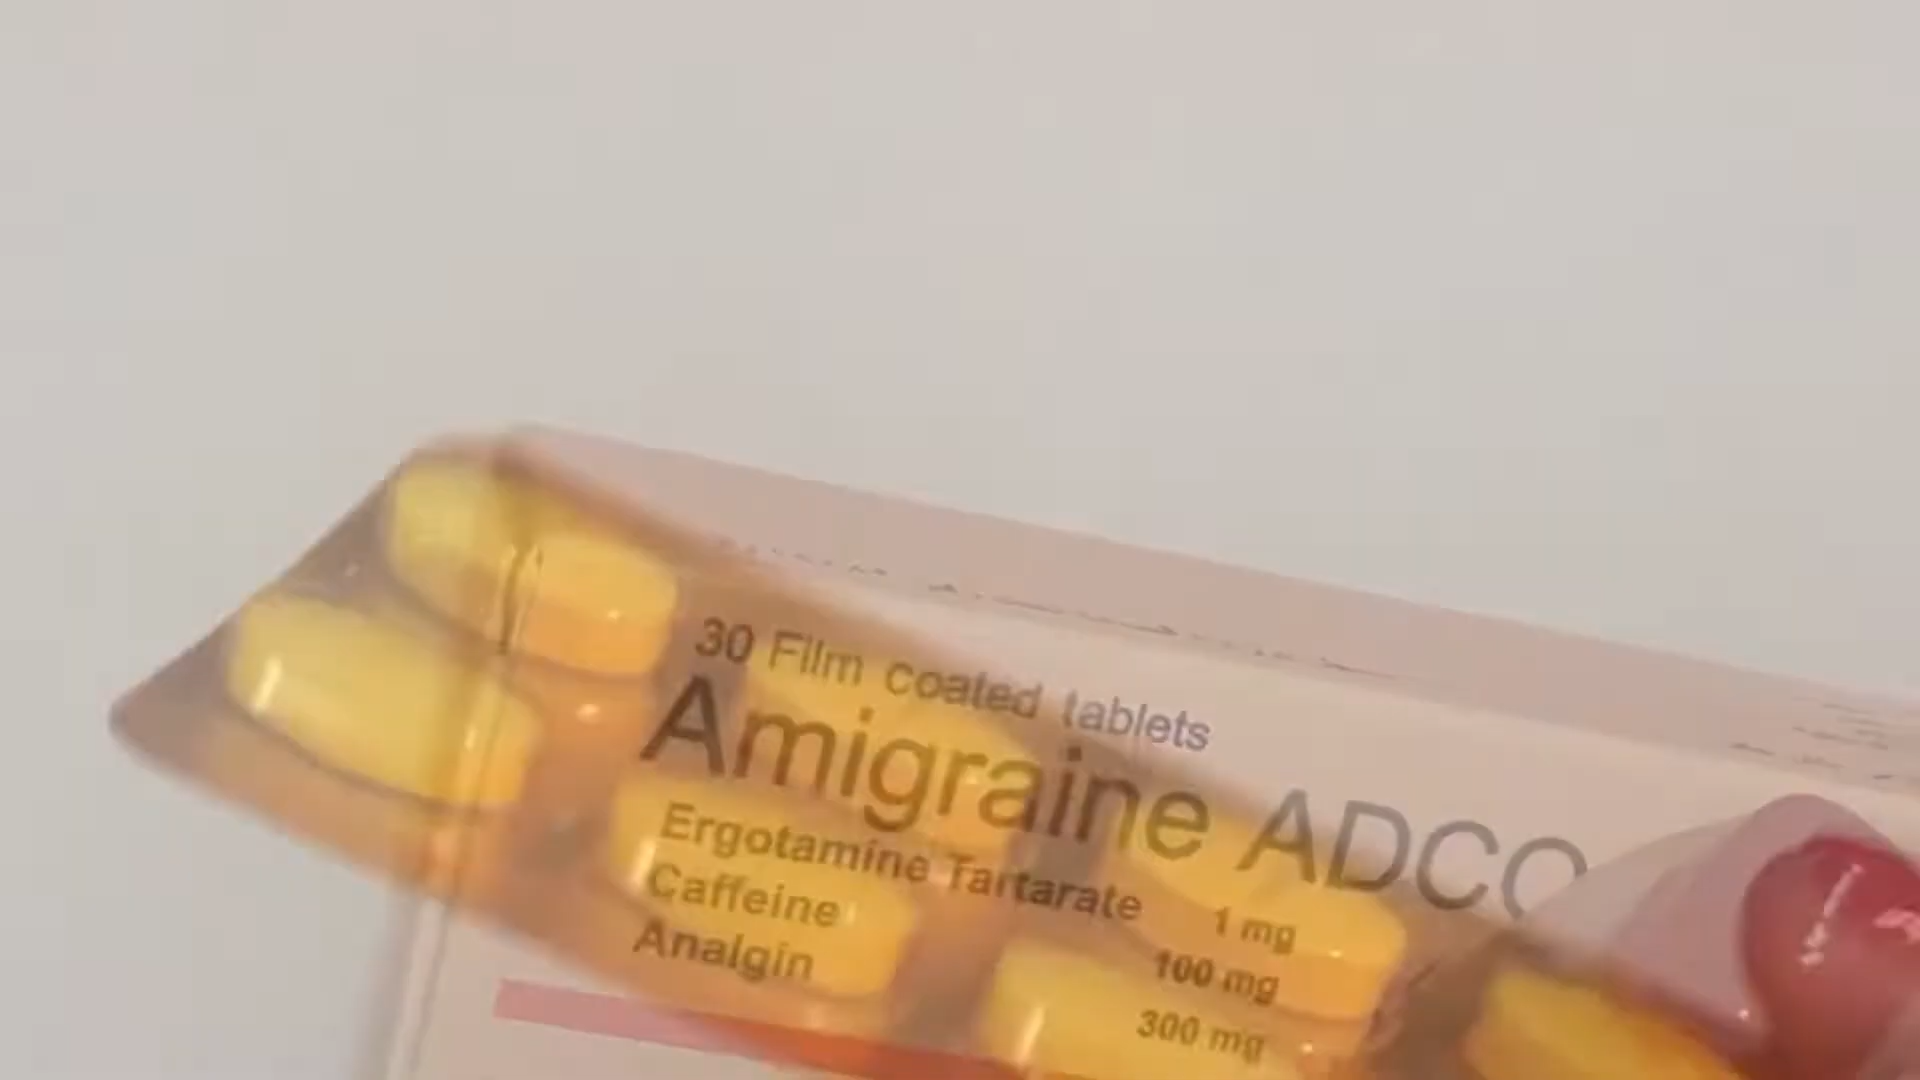 30 Film coated tablets
Amigraine ADCO
Ergotamine Tartarate 1 mg
Caffeine 100 mg
Analgin 300 mg